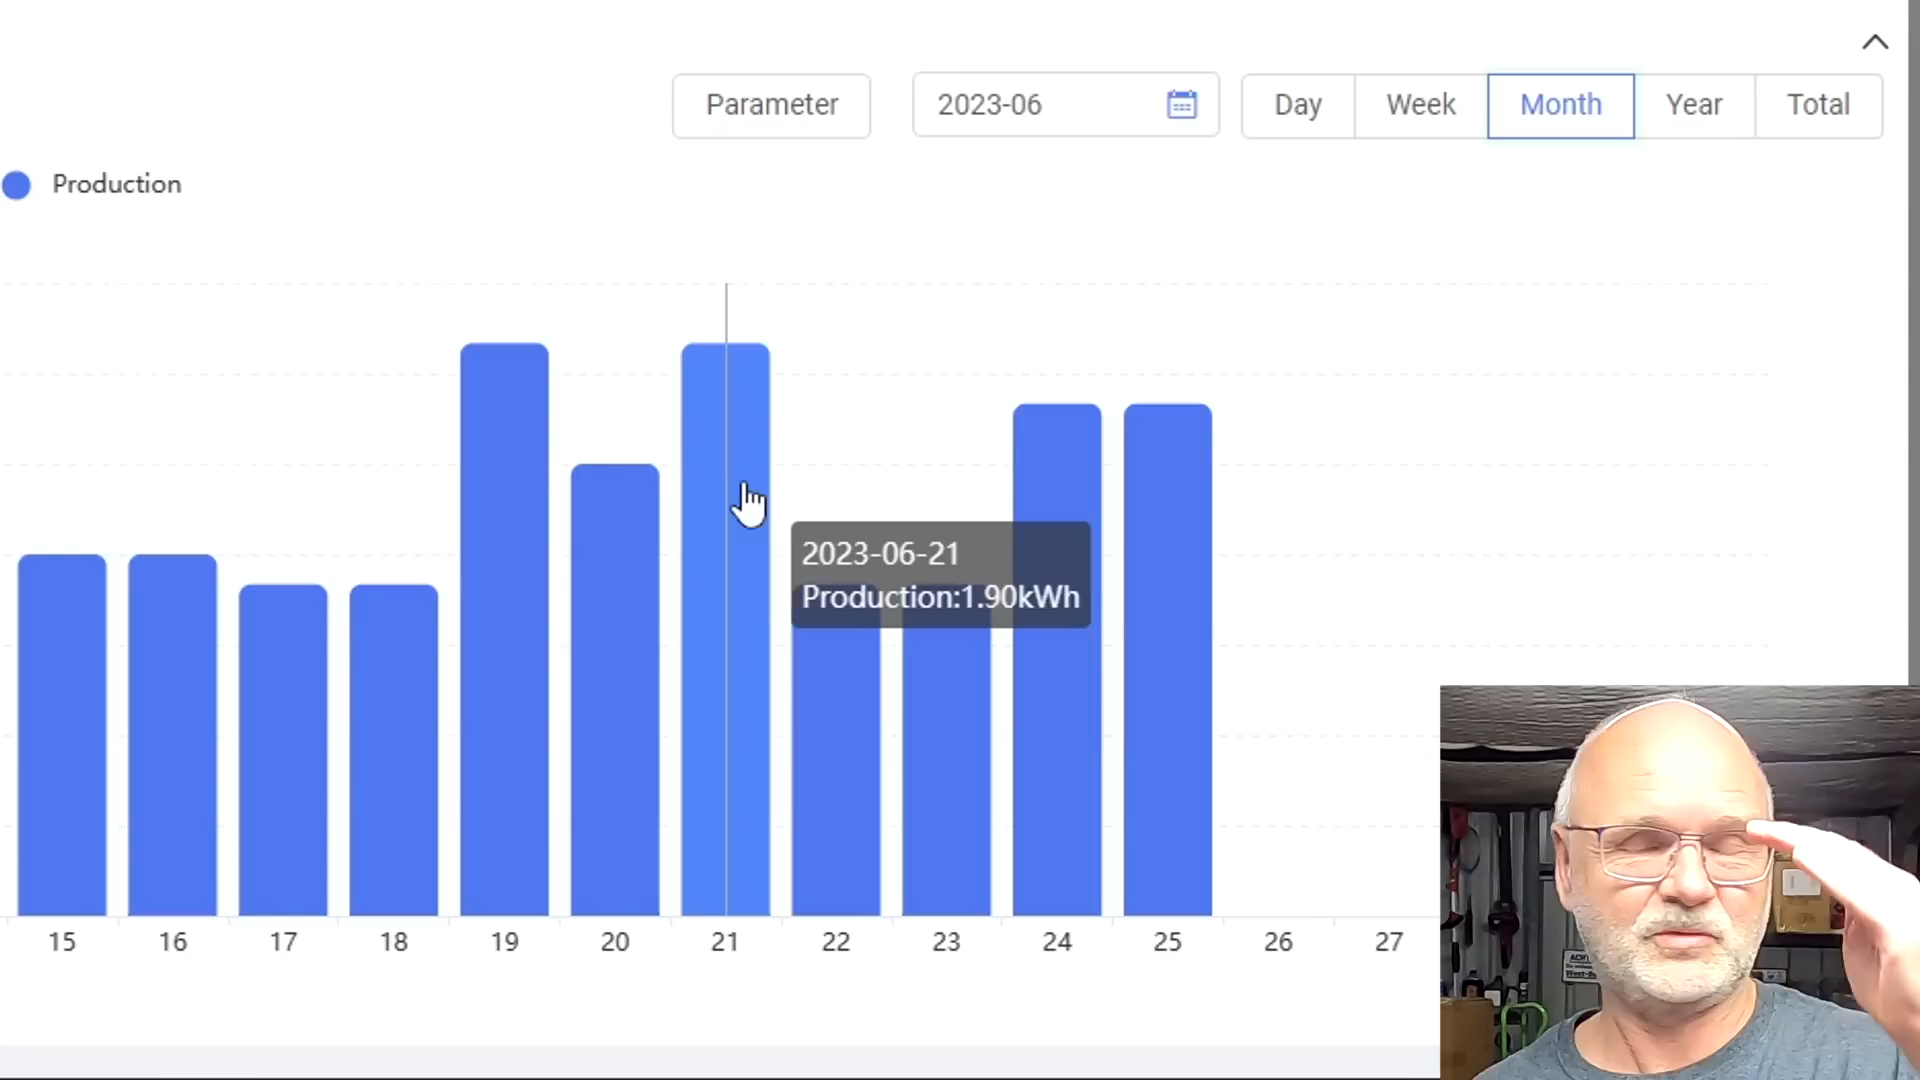 Parameter
2023-06
Day
Week
Month
Year
Total
Production
2023-06-21
Production:1.90kWh
15
16
17
18
19
20
21
22
23
24
25
26
27